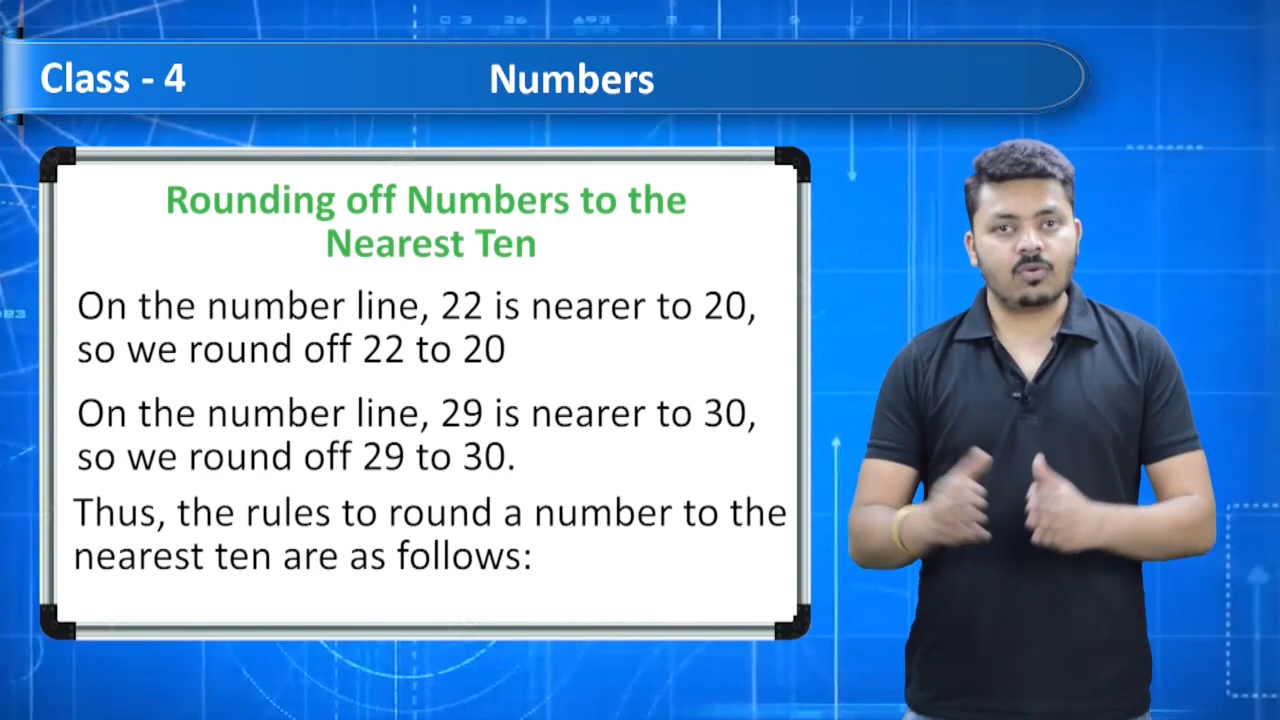 Class - 4
Numbers
Rounding off Numbers to the
Nearest Ten
On the number line, 22 is nearer to 20,
so we round off 22 to 20
On the number line, 29 is nearer to 30,
so we round off 29 to 30.
Thus, the rules to round a number to the
nearest ten are as follows: